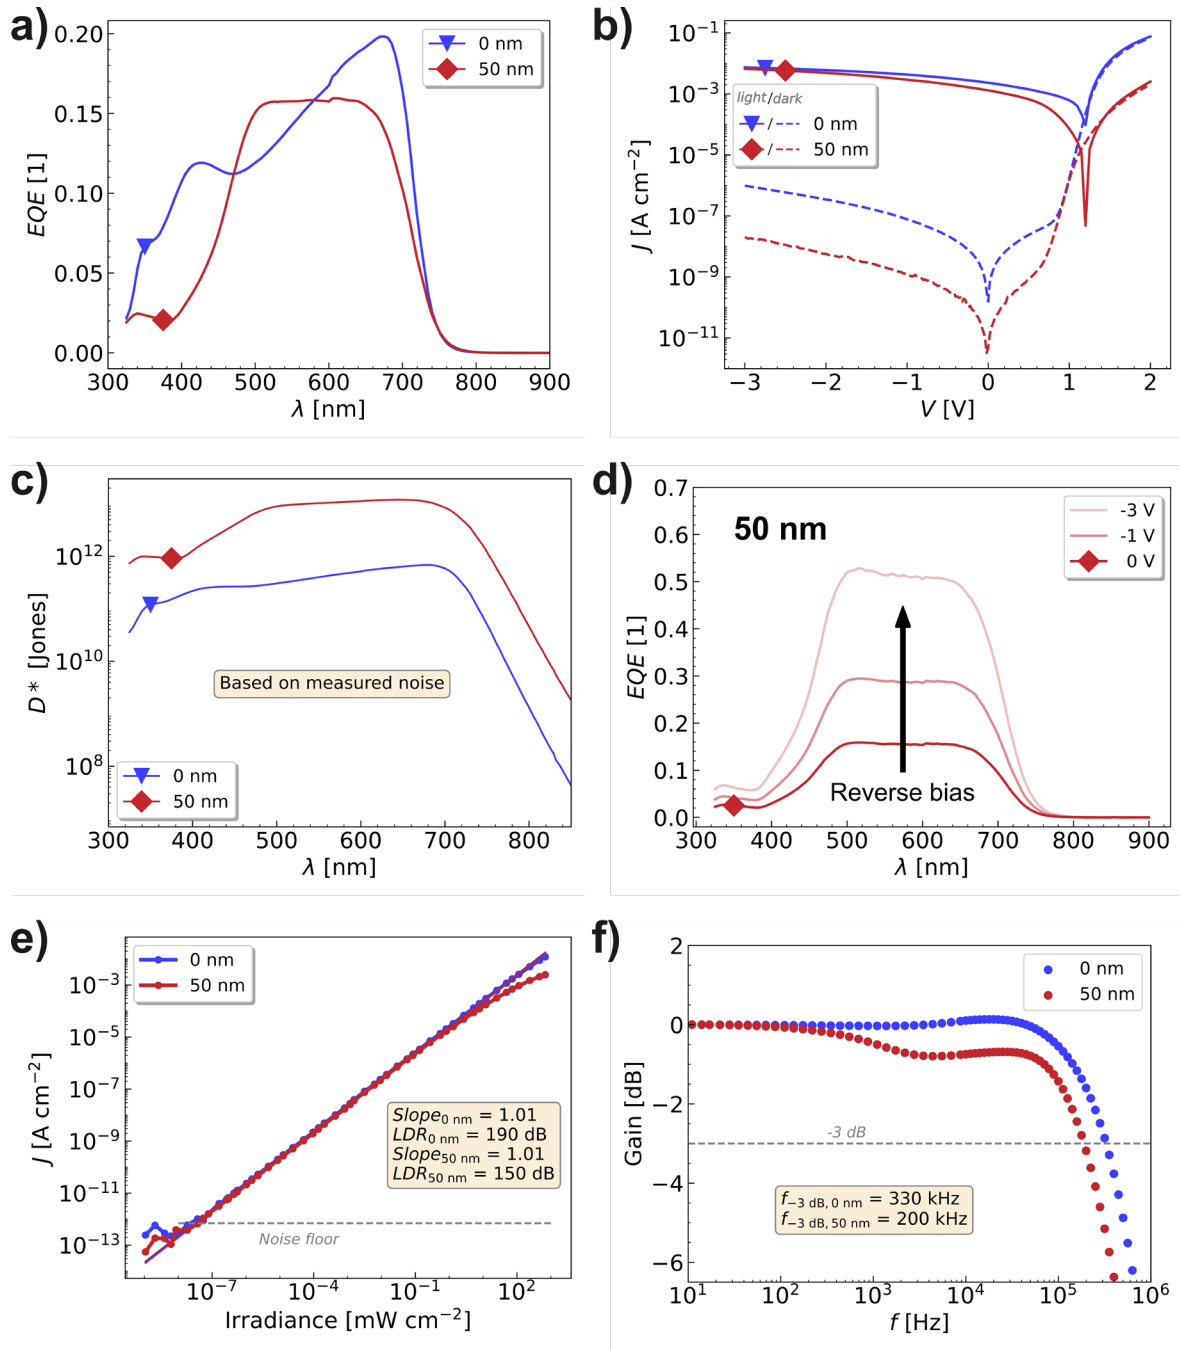 a)
EQE [1]
0.20
0.15
0.10
0.05
0.00
0 nm
50 nm
300 400 500 600 700 800 900
λ [nm]
b)
J [A cm⁻²]
10⁻¹
10⁻³
10⁻⁵
10⁻⁷
10⁻⁹
10⁻¹¹
light/dark
/ 0 nm
/ 50 nm
−3 −2 −1 0 1 2
V [V]
c)
D* [Jones]
10¹²
10¹⁰
10⁸
Based on measured noise
0 nm
50 nm
300 400 500 600 700 800
λ [nm]
d)
EQE [1]
0.7
0.6
0.5
0.4
0.3
0.2
0.1
0.0
50 nm
-3 V
-1 V
0 V
Reverse bias
300 400 500 600 700 800 900
λ [nm]
e)
J [A cm⁻²]
10⁻³
10⁻⁵
10⁻⁷
10⁻⁹
10⁻¹¹
10⁻¹³
0 nm
50 nm
Slope₀ ₙₘ = 1.01
LDR₀ ₙₘ = 190 dB
Slope₅₀ ₙₘ = 1.01
LDR₅₀ ₙₘ = 150 dB
Noise floor
10⁻⁷ 10⁻⁴ 10⁻¹ 10²
Irradiance [mW cm⁻²]
f)
Gain [dB]
2
0
−2
−4
−6
0 nm
50 nm
-3 dB
f−3 dB, 0 nm = 330 kHz
f−3 dB, 50 nm = 200 kHz
10¹ 10² 10³ 10⁴ 10⁵ 10⁶
f [Hz]